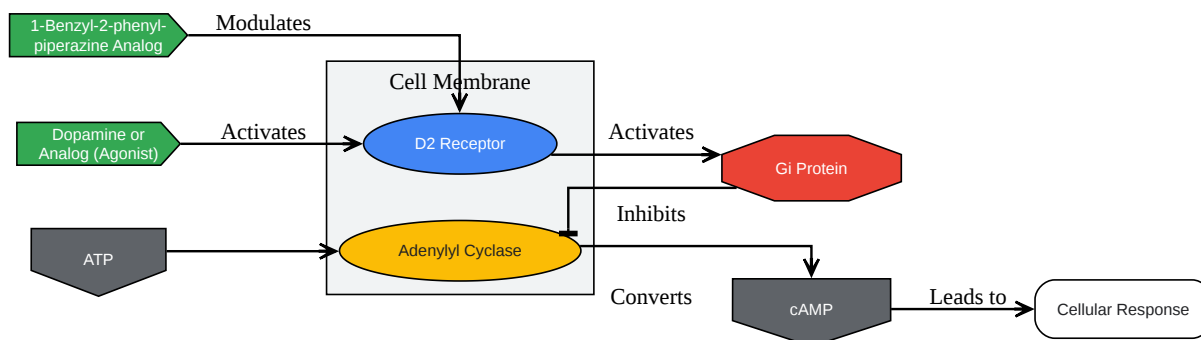 1-Benzyl-2-phenyl-
piperazine Analog
Modulates
Cell Membrane
Dopamine or
Analog (Agonist)
Activates
D2 Receptor
Activates
Gi Protein
Inhibits
ATP
Adenylyl Cyclase
Converts
cAMP
Leads to
Cellular Response